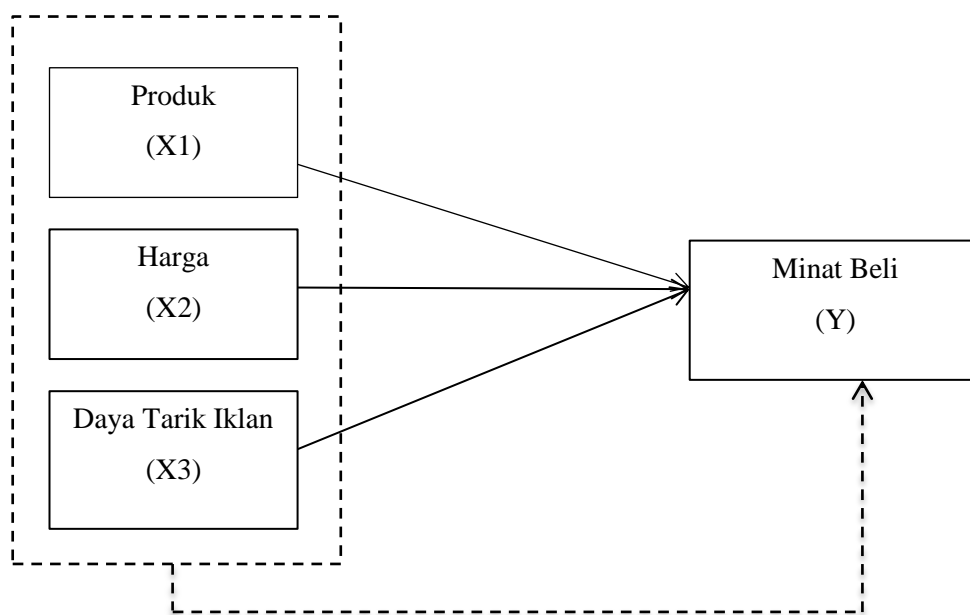 Produk
(X1)
Harga
(X2)
Daya Tarik Iklan
(X3)
Minat Beli
(Y)